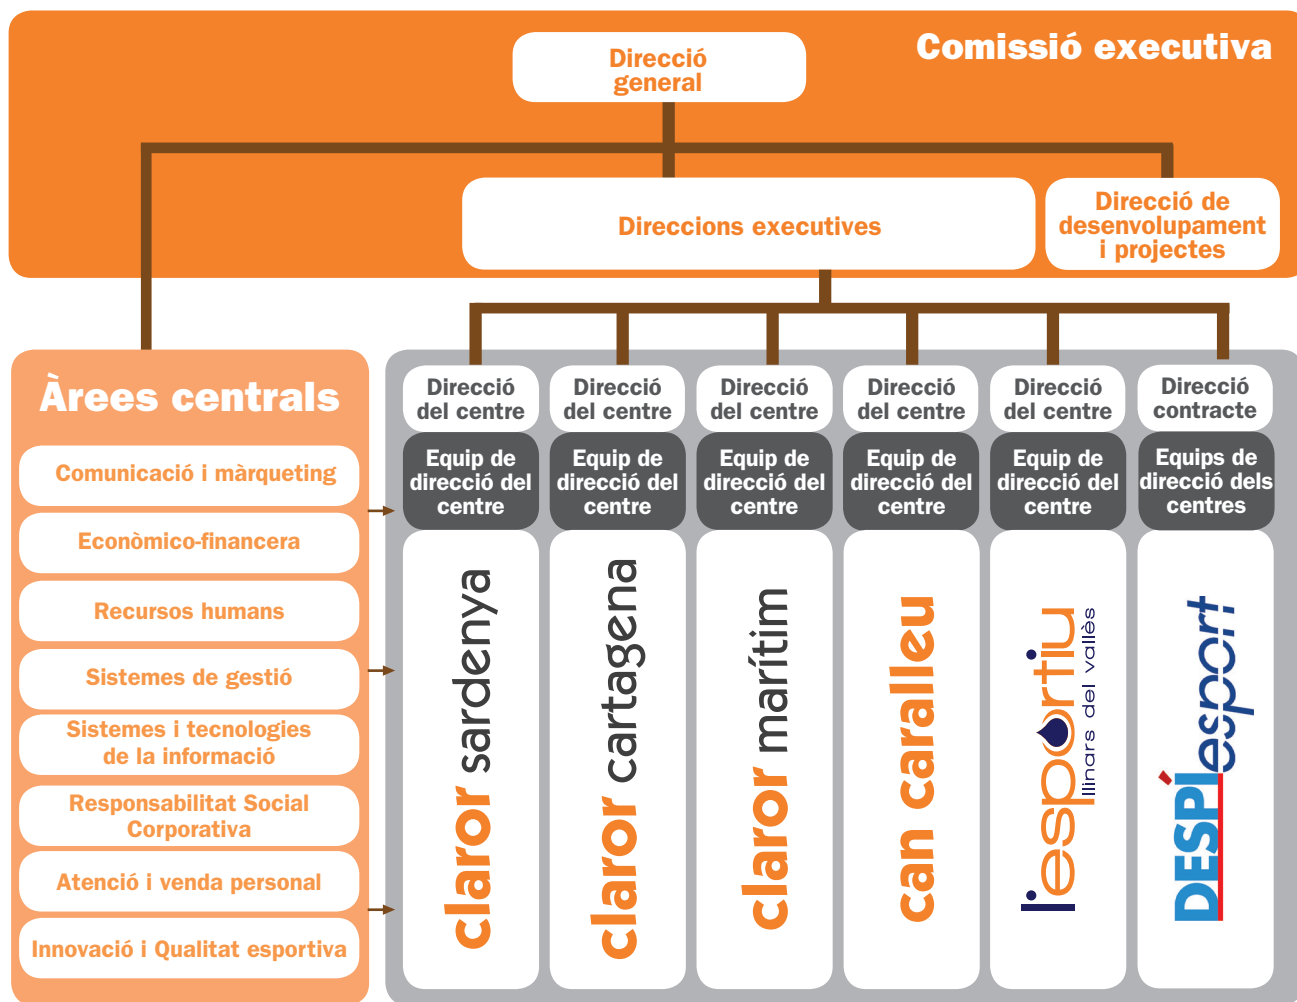 Comissió executiva
Direcció
general
Direccions executives
Direcció de
desenvolupament
i projectes
Àrees centrals
Comunicació i màrqueting
Econòmico-financera
Recursos humans
Sistemes de gestió
Sistemes i tecnologies
de la informació
Responsabilitat Social
Corporativa
Atenció i venda personal
Innovació i Qualitat esportiva
Direcció
del centre
Equip de
direcció del
centre
claror sardenya
Direcció
del centre
Equip de
direcció del
centre
claror cartagena
Direcció
del centre
Equip de
direcció del
centre
claror marítim
Direcció
del centre
Equip de
direcció del
centre
can caralleu
Direcció
del centre
Equip de
direcció del
centre
l'esportiu
llinars del vallès
Direcció
contracte
Equips de
direcció dels
centres
DESPÍ esport